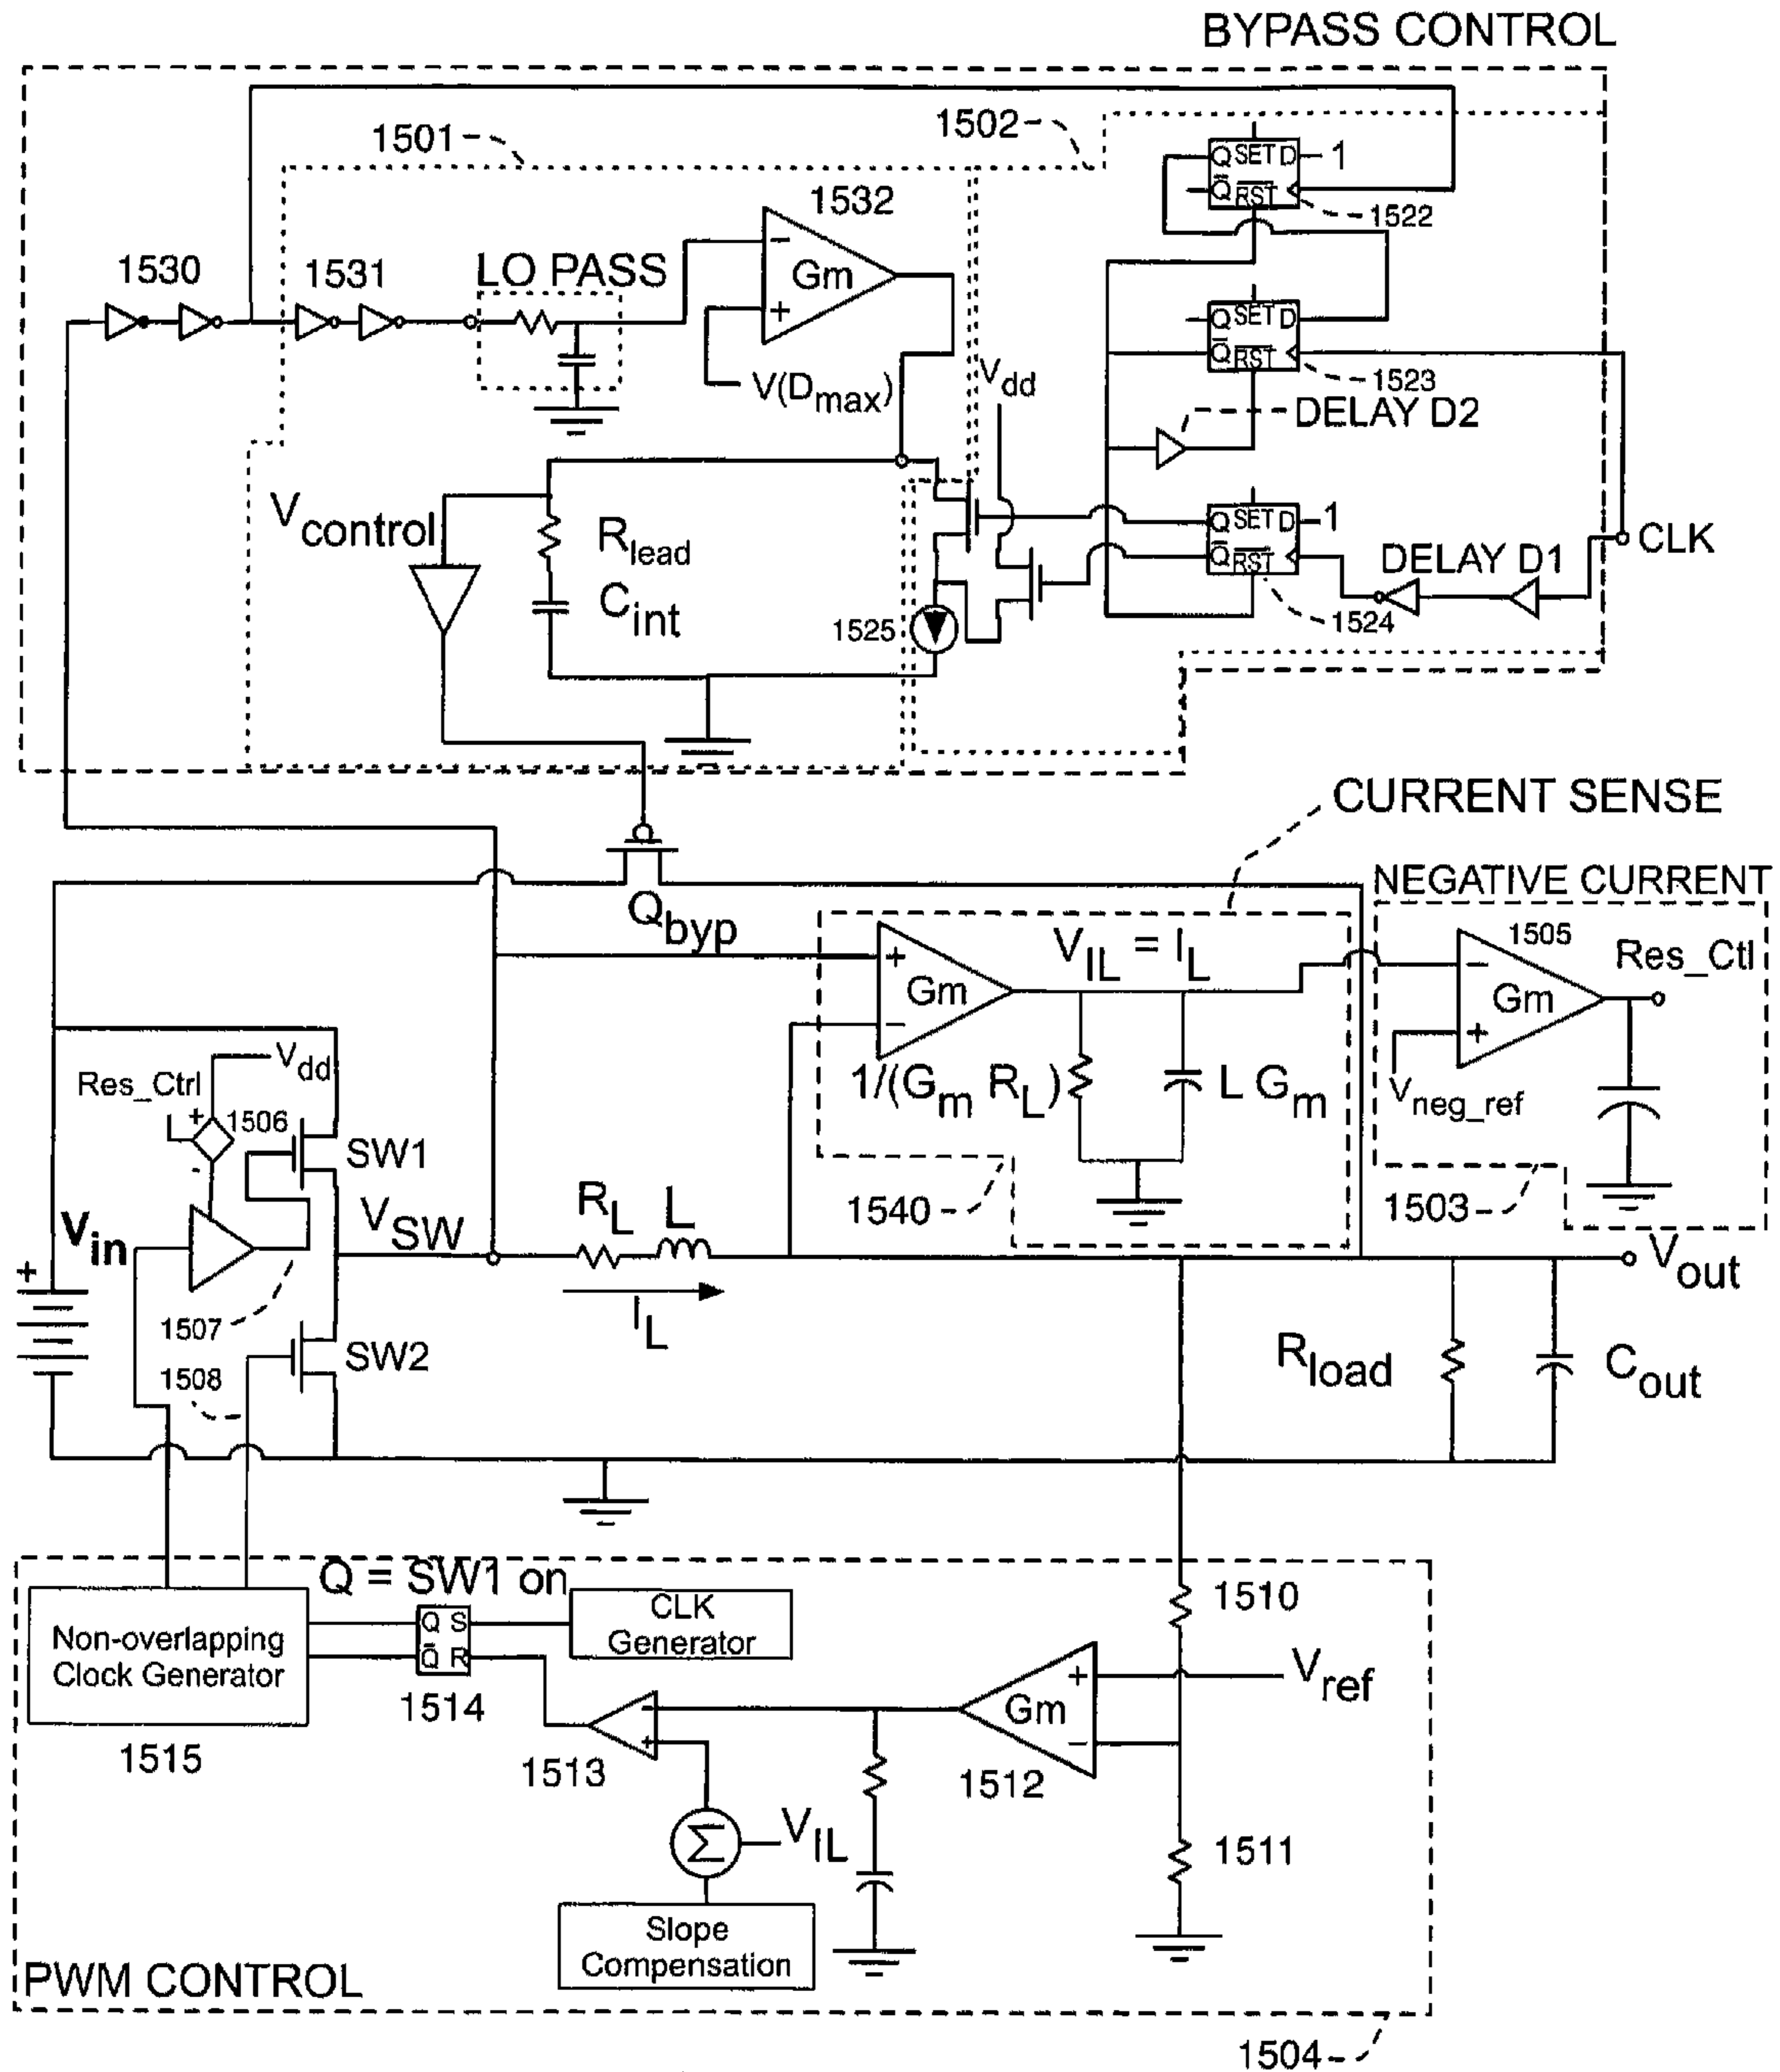 BYPASS CONTROL
1501
1502
1532
Q SET D 1
Q̅ R̅S̅T̅
1522
1530
1531
LO PASS
−
Gm
+
V(Dmax)
Vdd
Q SET D
Q̅ R̅S̅T̅
1523
DELAY D2
Vcontrol
Rlead
Cint
1525
Q SET D 1
Q̅ R̅S̅T̅
1524
DELAY D1
CLK
CURRENT SENSE
NEGATIVE CURRENT
Qbyp
+
Gm
−
VIL = IL
1505
−
Gm
+
Res_Ctl
Vneg_ref
1/(Gm RL)
L Gm
1540
1503
Vdd
Res_Ctrl
+
1506
-
SW1
Vin
+
VSW
RL
L
IL
1507
SW2
1508
Vout
Rload
Cout
Q = SW1 on
Non-overlapping
Clock Generator
1515
Q S
Q̅ R
1514
CLK
Generator
1510
Vref
+
Gm
−
1512
-
+
1513
Σ
VIL
1511
Slope
Compensation
PWM CONTROL
1504